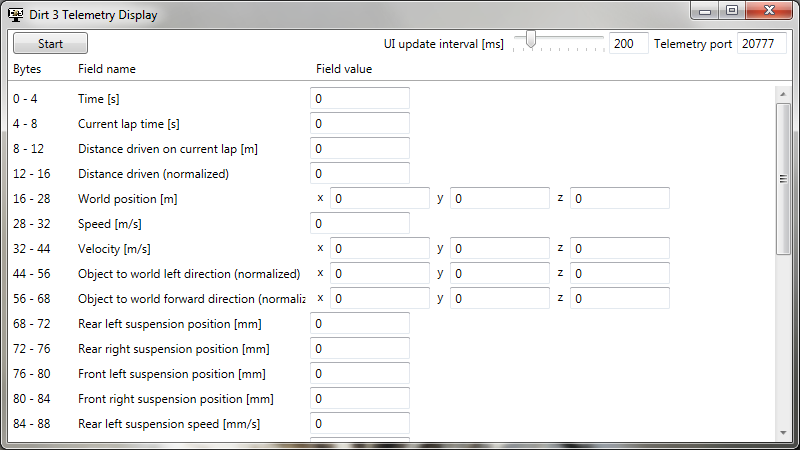 Dirt 3 Telemetry Display
Start UI update interval [ms] 200 Telemetry port 20777
Bytes Field name Field value
0 - 4 Time [s] 0
4 - 8 Current lap time [s] 0
8 - 12 Distance driven on current lap [m] 0
12 - 16 Distance driven (normalized) 0
16 - 28 World position [m] x 0 y 0 z 0
28 - 32 Speed [m/s] 0
32 - 44 Velocity [m/s] x 0 y 0 z 0
44 - 56 Object to world left direction (normalized) x 0 y 0 z 0
56 - 68 Object to world forward direction (normaliz x 0 y 0 z 0
68 - 72 Rear left suspension position [mm] 0
72 - 76 Rear right suspension position [mm] 0
76 - 80 Front left suspension position [mm] 0
80 - 84 Front right suspension position [mm] 0
84 - 88 Rear left suspension speed [mm/s] 0